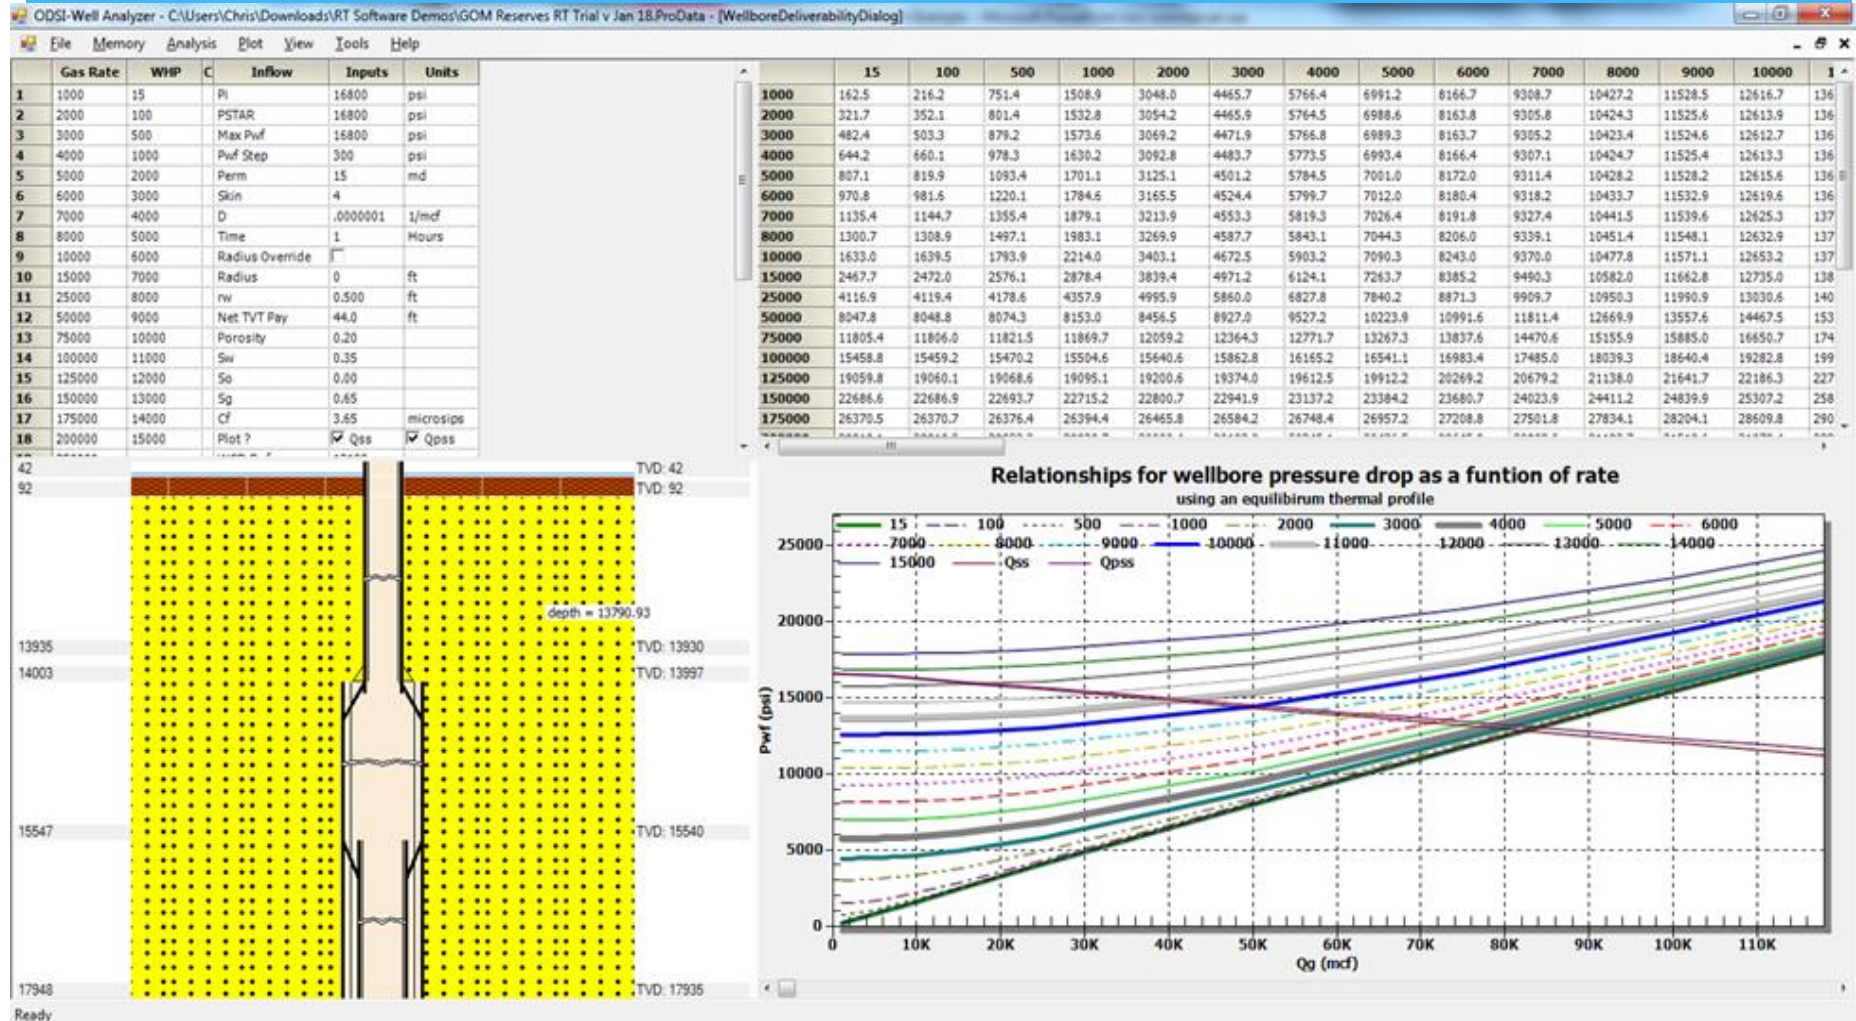 ODSI-Well Analyzer - C:\Users\Chris\Downloads\RT Software Demos\GOM Reserves RT Trial v Jan 18.ProData - [WellboreDeliverabilityDialog]
File Memory Analysis Plot View Tools Help
Gas Rate WHP C Inflow Inputs Units
1 1000 15 Pi 16800 psi
2 2000 100 PSTAR 16800 psi
3 3000 500 Max Pwf 16800 psi
4 4000 1000 Pwf Step 300 psi
5 5000 2000 Perm 15 md
6 6000 3000 Skin 4
7 7000 4000 D .0000001 1/mcf
8 8000 5000 Time 1 Hours
9 10000 6000 Radius Override
10 15000 7000 Radius 0 ft
11 25000 8000 rw 0.500 ft
12 50000 9000 Net TVT Pay 44.0 ft
13 75000 10000 Porosity 0.20
14 100000 11000 Sw 0.35
15 125000 12000 So 0.00
16 150000 13000 Sg 0.65
17 175000 14000 Cf 3.65 microsips
18 200000 15000 Plot ? Qss Qpss
15 100 500 1000 2000 3000 4000 5000 6000 7000 8000 9000 10000 1
1000 162.5 216.2 751.4 1508.9 3048.0 4465.7 5766.4 6991.2 8166.7 9308.7 10427.2 11528.5 12616.7 136
2000 321.7 352.1 801.4 1532.8 3054.2 4465.9 5764.5 6988.6 8163.8 9305.8 10424.3 11525.6 12613.9 136
3000 482.4 503.3 879.2 1573.6 3069.2 4471.9 5766.8 6989.3 8163.7 9305.2 10423.4 11524.6 12612.7 136
4000 644.2 660.1 978.3 1630.2 3092.8 4483.7 5773.5 6993.4 8166.4 9307.1 10424.7 11525.4 12613.3 136
5000 807.1 819.9 1093.4 1701.1 3125.1 4501.2 5784.5 7001.0 8172.0 9311.4 10428.2 11528.2 12615.6 136
6000 970.8 981.6 1220.1 1784.6 3165.5 4524.4 5799.7 7012.0 8180.4 9318.2 10433.7 11532.9 12619.6 136
7000 1135.4 1144.7 1355.4 1879.1 3213.9 4553.3 5819.3 7026.4 8191.8 9327.4 10441.5 11539.6 12625.3 137
8000 1300.7 1308.9 1497.1 1983.1 3269.9 4587.7 5843.1 7044.3 8206.0 9339.1 10451.4 11548.1 12632.9 137
10000 1633.0 1639.5 1793.9 2214.0 3403.1 4672.5 5903.2 7090.3 8243.0 9370.0 10477.8 11571.1 12653.2 137
15000 2467.7 2472.0 2576.1 2878.4 3839.4 4971.2 6124.1 7263.7 8385.2 9490.3 10582.0 11662.8 12735.0 138
25000 4116.9 4119.4 4178.6 4357.9 4995.9 5860.0 6827.8 7840.2 8871.3 9909.7 10950.3 11990.9 13030.6 140
50000 8047.8 8048.8 8074.3 8153.0 8456.5 8927.0 9527.2 10223.9 10991.6 11811.4 12669.9 13557.6 14467.5 153
75000 11805.4 11806.0 11821.5 11869.7 12059.2 12364.3 12771.7 13267.3 13837.6 14470.6 15155.9 15885.0 16650.7 174
100000 15458.8 15459.2 15470.2 15504.6 15640.6 15862.8 16165.2 16541.1 16983.4 17485.0 18039.3 18640.4 19282.8 199
125000 19059.8 19060.1 19068.6 19095.1 19200.6 19374.0 19612.5 19912.2 20269.2 20679.2 21138.0 21641.7 22186.3 227
150000 22686.6 22686.9 22693.7 22715.2 22800.7 22941.9 23137.2 23384.2 23680.7 24023.9 24411.2 24839.9 25307.2 258
175000 26370.5 26370.7 26376.4 26394.4 26465.8 26584.2 26748.4 26957.2 27208.8 27501.8 27834.1 28204.1 28609.8 290
42 TVD: 42
92 TVD: 92
depth = 13790.93
13935 TVD: 13930
14003 TVD: 13997
15547 TVD: 15540
17948 TVD: 17935
Relationships for wellbore pressure drop as a funtion of rate
using an equilibirum thermal profile
15 100 500 1000 2000 3000 4000 5000 6000
7000 8000 9000 10000 11000 12000 13000 14000
15000 Qss Qpss
25000
20000
15000
10000
5000
0
Pwf (psi)
0 10K 20K 30K 40K 50K 60K 70K 80K 90K 100K 110K
Qg (mcf)
Ready